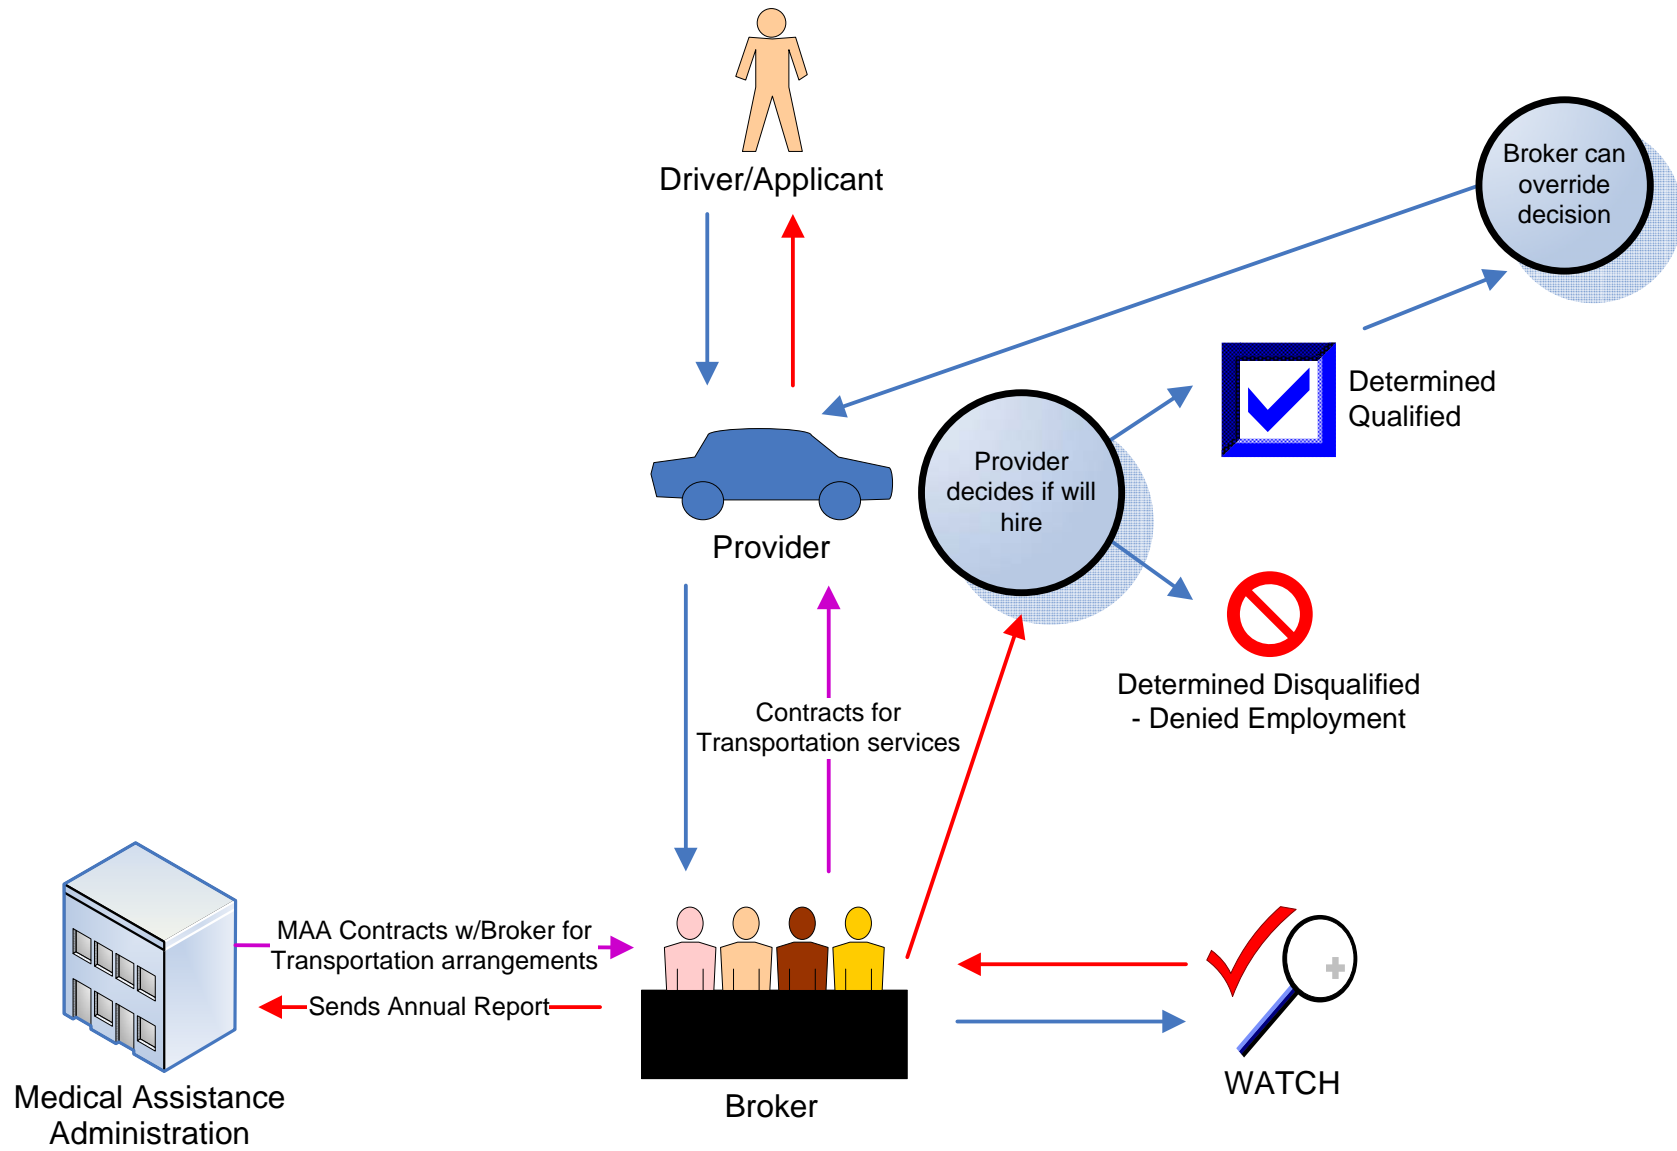 Driver/Applicant
Broker can
override
decision
Determined
Qualified
Provider
decides if will
hire
Provider
Determined Disqualified
- Denied Employment
Contracts for
Transportation services
MAA Contracts w/Broker for
Transportation arrangements
Sends Annual Report
Medical Assistance
Administration
Broker
WATCH